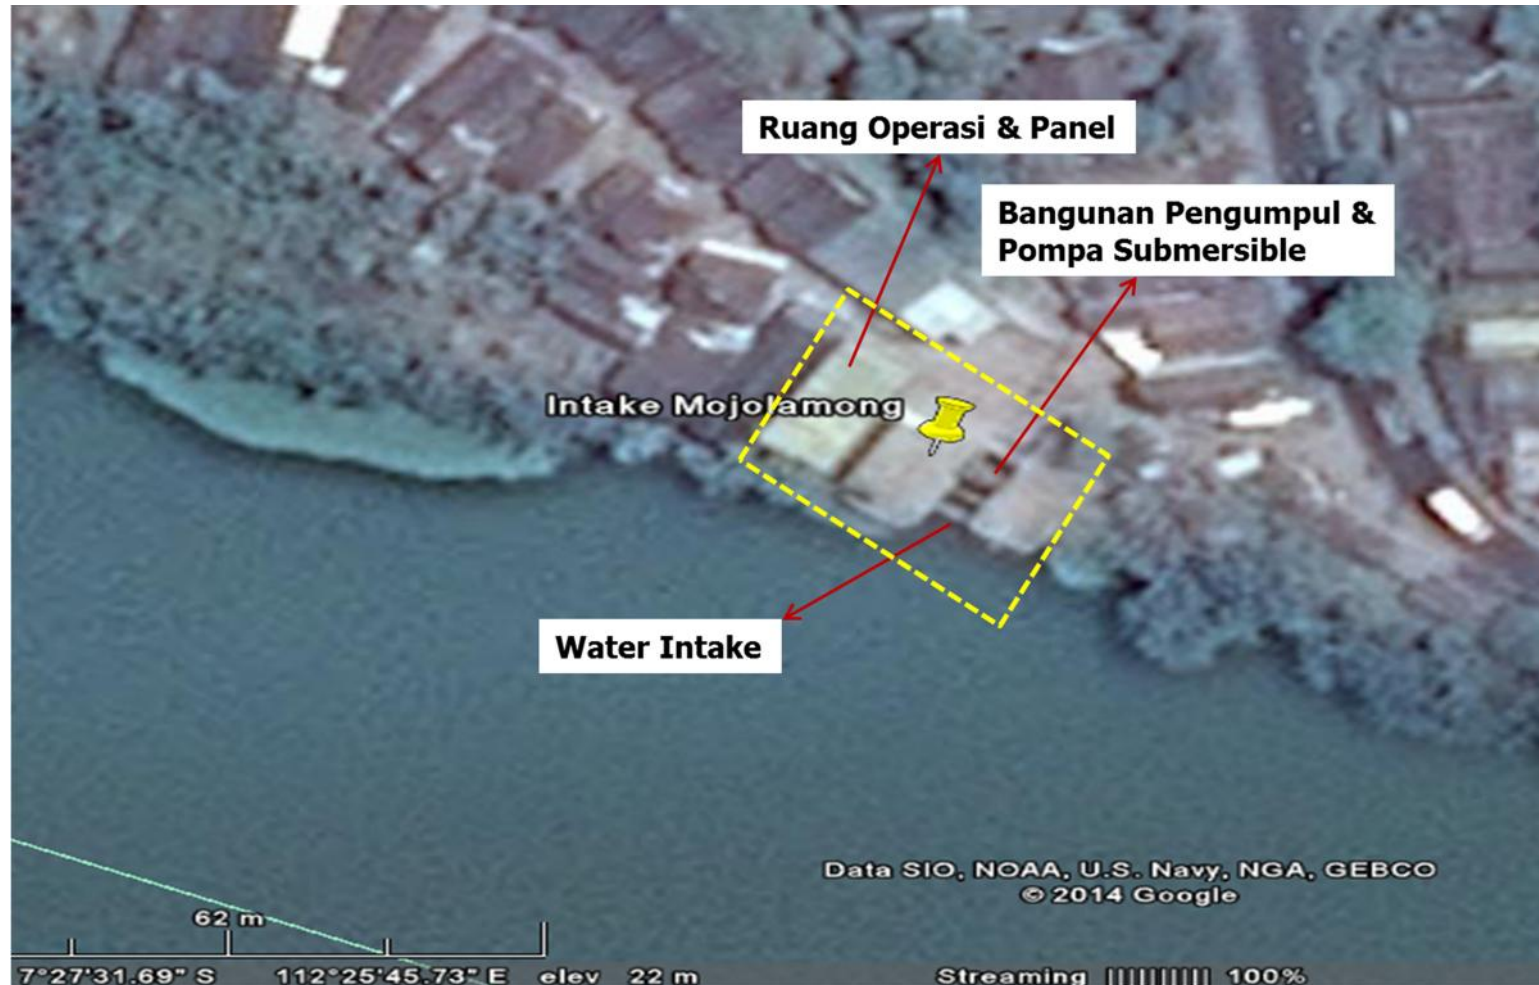 Ruang Operasi & Panel
Bangunan Pengumpul &
Pompa Submersible
Intake Mojolamong
Water Intake
Data SIO, NOAA, U.S. Navy, NGA, GEBCO
© 2014 Google
62 m
7°27'31.69" S 112°25'45.73" E elev 22 m
Streaming |||||||||| 100%